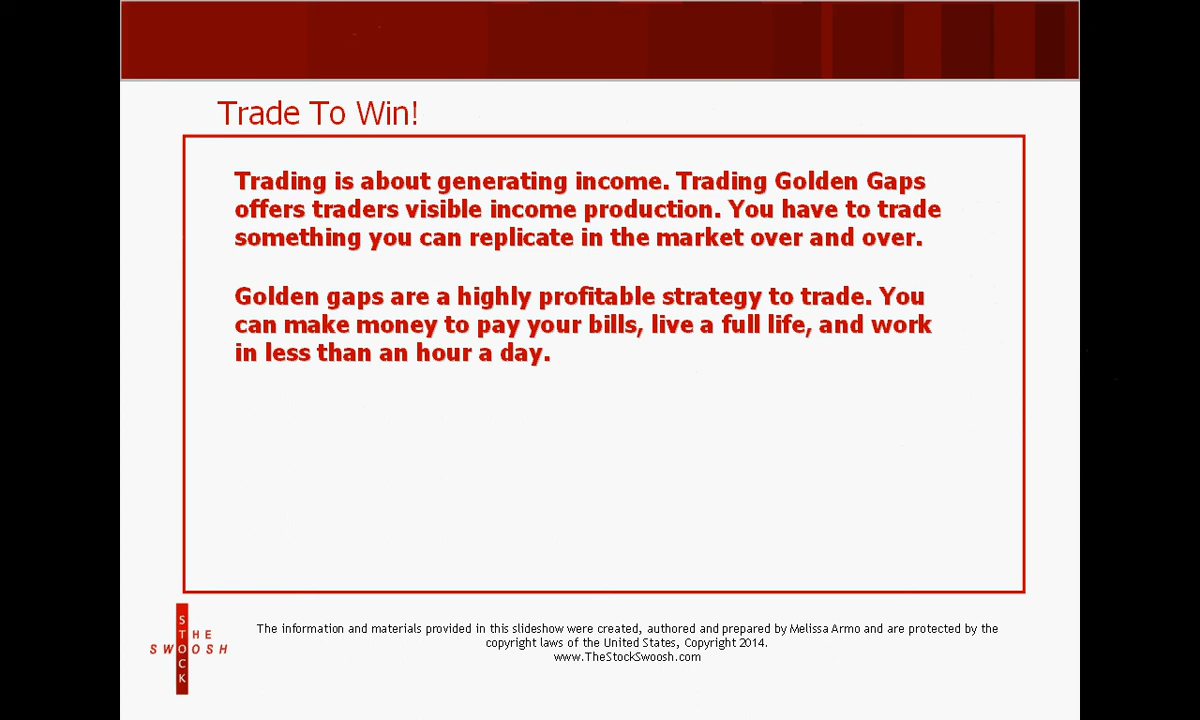 Trade To Win!
Trading is about generating income. Trading Golden Gaps
offers traders visible income production. You have to trade
something you can replicate in the market over and over.
Golden gaps are a highly profitable strategy to trade. You
can make money to pay your bills, live a full life, and work
in less than an hour a day.
THE
SWOOSH
STOCK
The information and materials provided in this slideshow were created, authored and prepared by Melissa Armo and are protected by the
copyright laws of the United States, Copyright 2014.
www.TheStockSwoosh.com